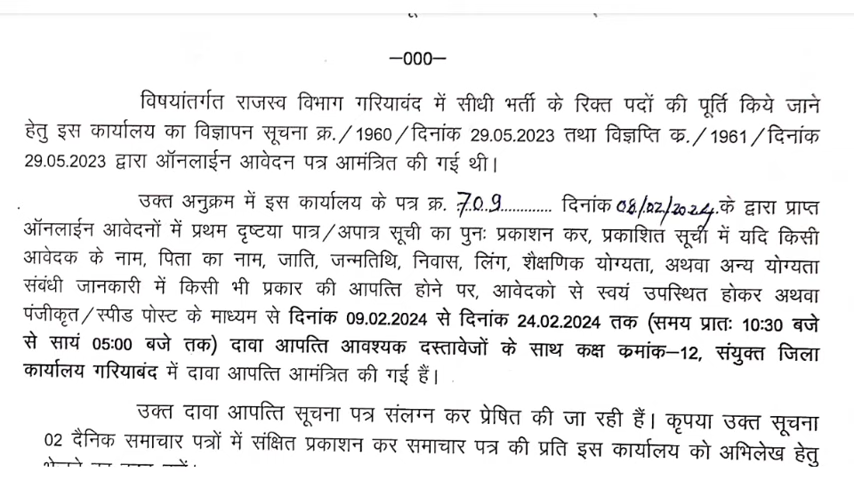 —000—
विषयांतर्गत राजस्व विभाग गरियावंद में सीधी भर्ती के रिक्त पदों की पूर्ति किये जाने
हेतु इस कार्यालय का विज्ञापन सूचना क्र. /1960 / दिनांक 29.05.2023 तथा विज्ञप्ति क्र. / 1961 / दिनांक
29.05.2023 द्वारा ऑनलाईन आवेदन पत्र आमंत्रित की गई थी।
उक्त अनुक्रम में इस कार्यालय के पत्र क्र. 709............ दिनांक 08/02/2024 के द्वारा प्राप्त
ऑनलाईन आवेदनों में प्रथम दृष्टया पात्र/अपात्र सूची का पुनः प्रकाशन कर, प्रकाशित सूची में यदि किसी
आवेदक के नाम, पिता का नाम, जाति, जन्मतिथि, निवास, लिंग, शैक्षणिक योग्यता, अथवा अन्य योग्यता
संबंधी जानकारी में किसी भी प्रकार की आपत्ति होने पर, आवेदको से स्वयं उपस्थित होकर अथवा
पंजीकृत/स्पीड पोस्ट के माध्यम से दिनांक 09.02.2024 से दिनांक 24.02.2024 तक (समय प्रातः 10:30 बजे
से सायं 05:00 बजे तक) दावा आपत्ति आवश्यक दस्तावेजों के साथ कक्ष क्रमांक—12, संयुक्त जिला
कार्यालय गरियाबंद में दावा आपत्ति आमंत्रित की गई हैं।
उक्त दावा आपत्ति सूचना पत्र संलग्न कर प्रेषित की जा रही हैं। कृपया उक्त सूचना
02 दैनिक समाचार पत्रों में संक्षित प्रकाशन कर समाचार पत्र की प्रति इस कार्यालय को अभिलेख हेतु